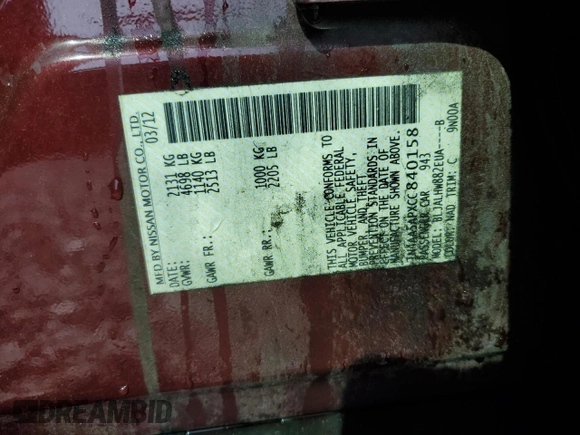 MFD BY NISSAN MOTOR CO., LTD.
DATE: 03/12
GVWR: 2131 KG
4698 LB
GAWR FR: 1140 KG
2513 LB
GAWR RR: 1000 KG
2205 LB
THIS VEHICLE CONFORMS TO
ALL APPLICABLE FEDERAL
MOTOR VEHICLE SAFETY,
BUMPER, AND THEFT
PREVENTION STANDARDS IN
EFFECT ON THE DATE OF
MANUFACTURE SHOWN ABOVE.
840158
PASSENGER CAR 943
MODEL:
COLOR: NAQ TRIM: C 9N00A
DREAMBID